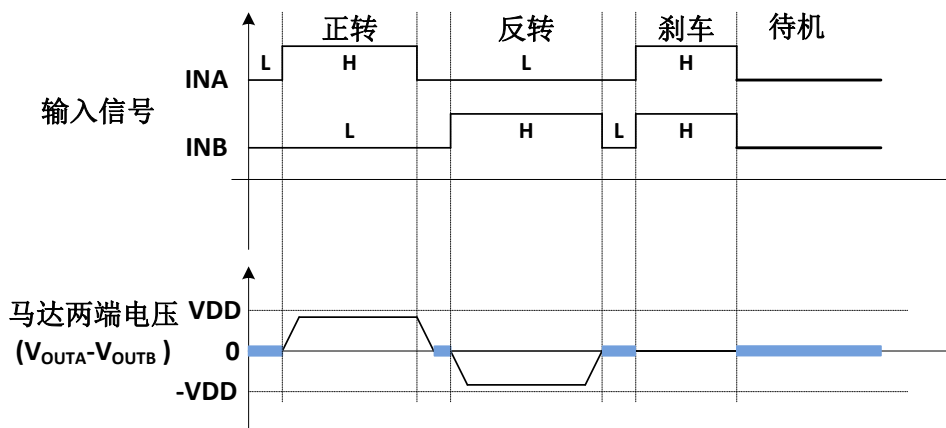 正转 反转 刹车 待机
L H L H
INA
输入信号
L H L H
INB
VDD
马达两端电压
(VOUTA-VOUTB )
0
-VDD